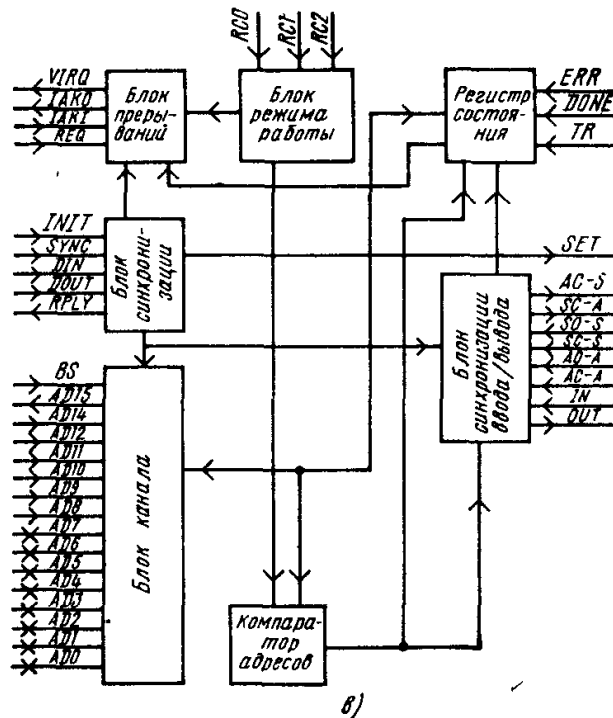 RC0 RC1 RC2
VIRQ
IAKO
IAKI
REQ
Блок
преры-
ваний
Блок
режима
работы
Регистр
состоя-
ния
ERR
DONE
TR
INIT
SYNC
DIN
DOUT
RPLY
Блок
синхрони-
зации
SET
AC-S
SC-A
SO-S
SC-S
AO-A
AC-A
IN
OUT
Блок
синхронизации
ввода/вывода
BS
AD15
AD14
AD12
AD11
AD10
AD9
AD8
AD7
AD6
AD5
AD4
AD3
AD2
AD1
AD0
Блок канала
Компара-
тор
адресов
в)